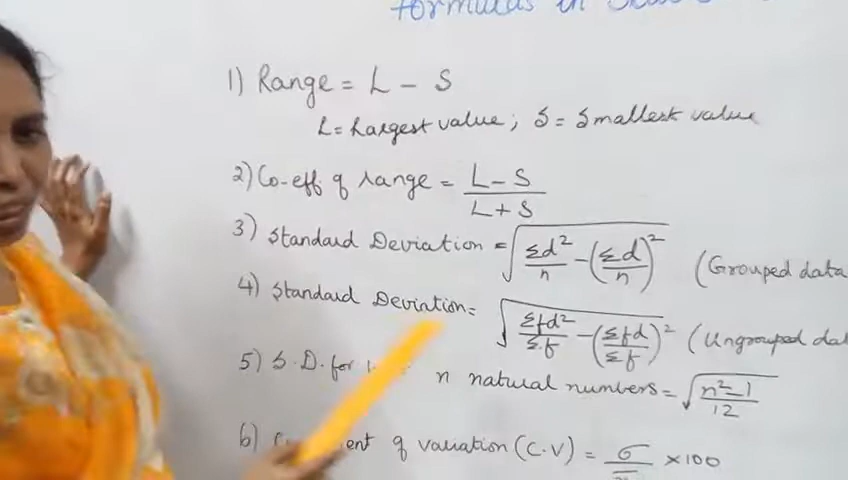 formulas in
1) Range = L - S
L = Largest value ; S = Smallest value
2) Co-eff of range = (L - S)/(L + S)
3) Standard Deviation = √(Σd²/n - (Σd/n)²) (Grouped data
4) Standard Deviation = √(Σfd²/Σf - (Σfd/Σf)²) (Ungrouped
5) S.D. for n natural numbers = √((n²-1)/12)
6) of variation (C.V) = σ ×100